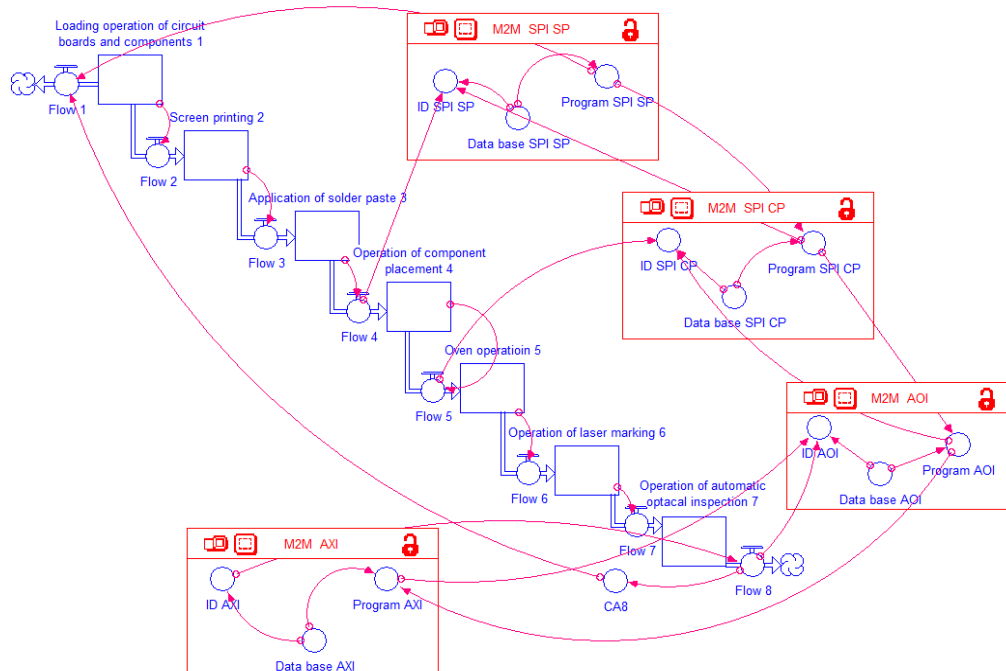 Loading operation of circuit
boards and components 1
M2M SPI SP
Flow 1
ID SPI SP
Program SPI SP
Screen printing 2
Data base SPI SP
Flow 2
Application of solder paste 3
M2M SPI CP
Flow 3
Operation of component
placement 4
ID SPI CP
Program SPI CP
Data base SPI CP
Flow 4
Oven operatioin 5
M2M AOI
Flow 5
Operation of laser marking 6
ID AOI
Program AOI
Flow 6
Operation of automatic
optacal inspection 7
Data base AOI
M2M AXI
Flow 7
Flow 8
ID AXI
Program AXI
CA8
Data base AXI